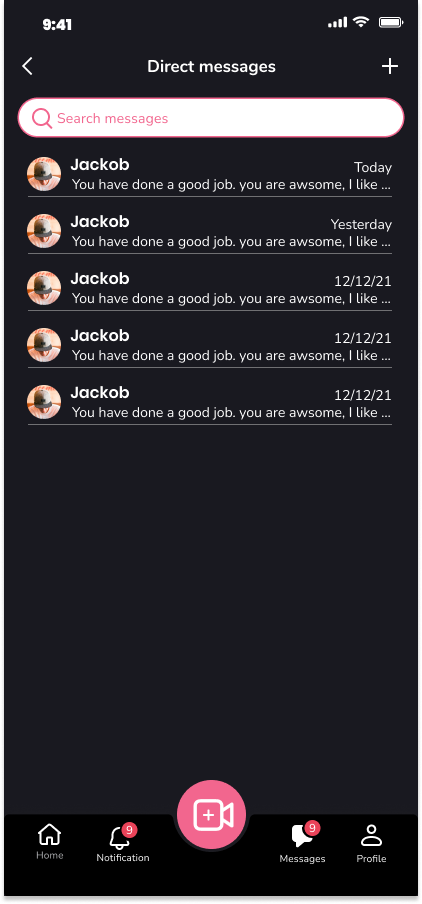 9:41
Direct messages
Search messages
Jackob
Today
You have done a good job. you are awsome, I like ...
Jackob
Yesterday
You have done a good job. you are awsome, I like ...
Jackob
12/12/21
You have done a good job. you are awsome, I like ...
Jackob
12/12/21
You have done a good job. you are awsome, I like ...
Jackob
12/12/21
You have done a good job. you are awsome, I like ...
9
9
Home
Notification
Messages
Profile